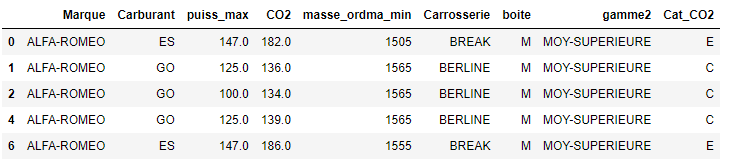 Marque Carburant puiss_max CO2 masse_ordma_min Carrosserie boite gamme2 Cat_CO2
0 ALFA-ROMEO ES 147.0 182.0 1505 BREAK M MOY-SUPERIEURE E
1 ALFA-ROMEO GO 125.0 136.0 1565 BERLINE M MOY-SUPERIEURE C
2 ALFA-ROMEO GO 100.0 134.0 1565 BERLINE M MOY-SUPERIEURE C
4 ALFA-ROMEO GO 125.0 139.0 1565 BERLINE M MOY-SUPERIEURE C
6 ALFA-ROMEO ES 147.0 186.0 1555 BREAK M MOY-SUPERIEURE E